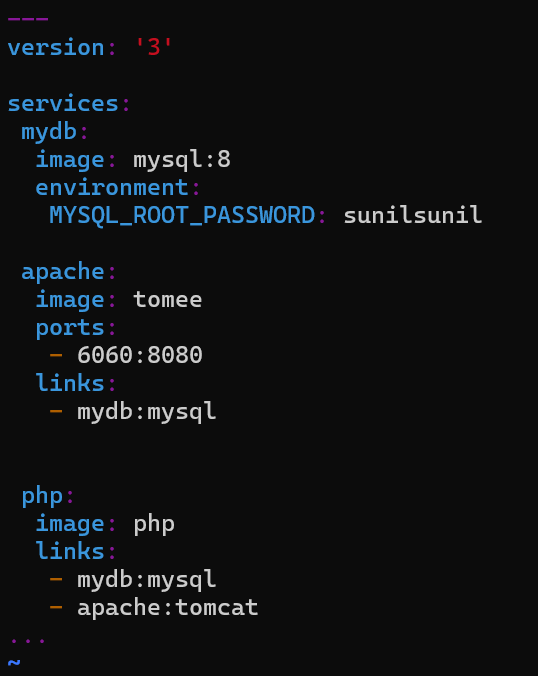 ---
version: '3'

services:
 mydb:
  image: mysql:8
  environment:
   MYSQL_ROOT_PASSWORD: sunilsunil

 apache:
  image: tomee
  ports:
   - 6060:8080
  links:
   - mydb:mysql


 php:
  image: php
  links:
   - mydb:mysql
   - apache:tomcat
...
~